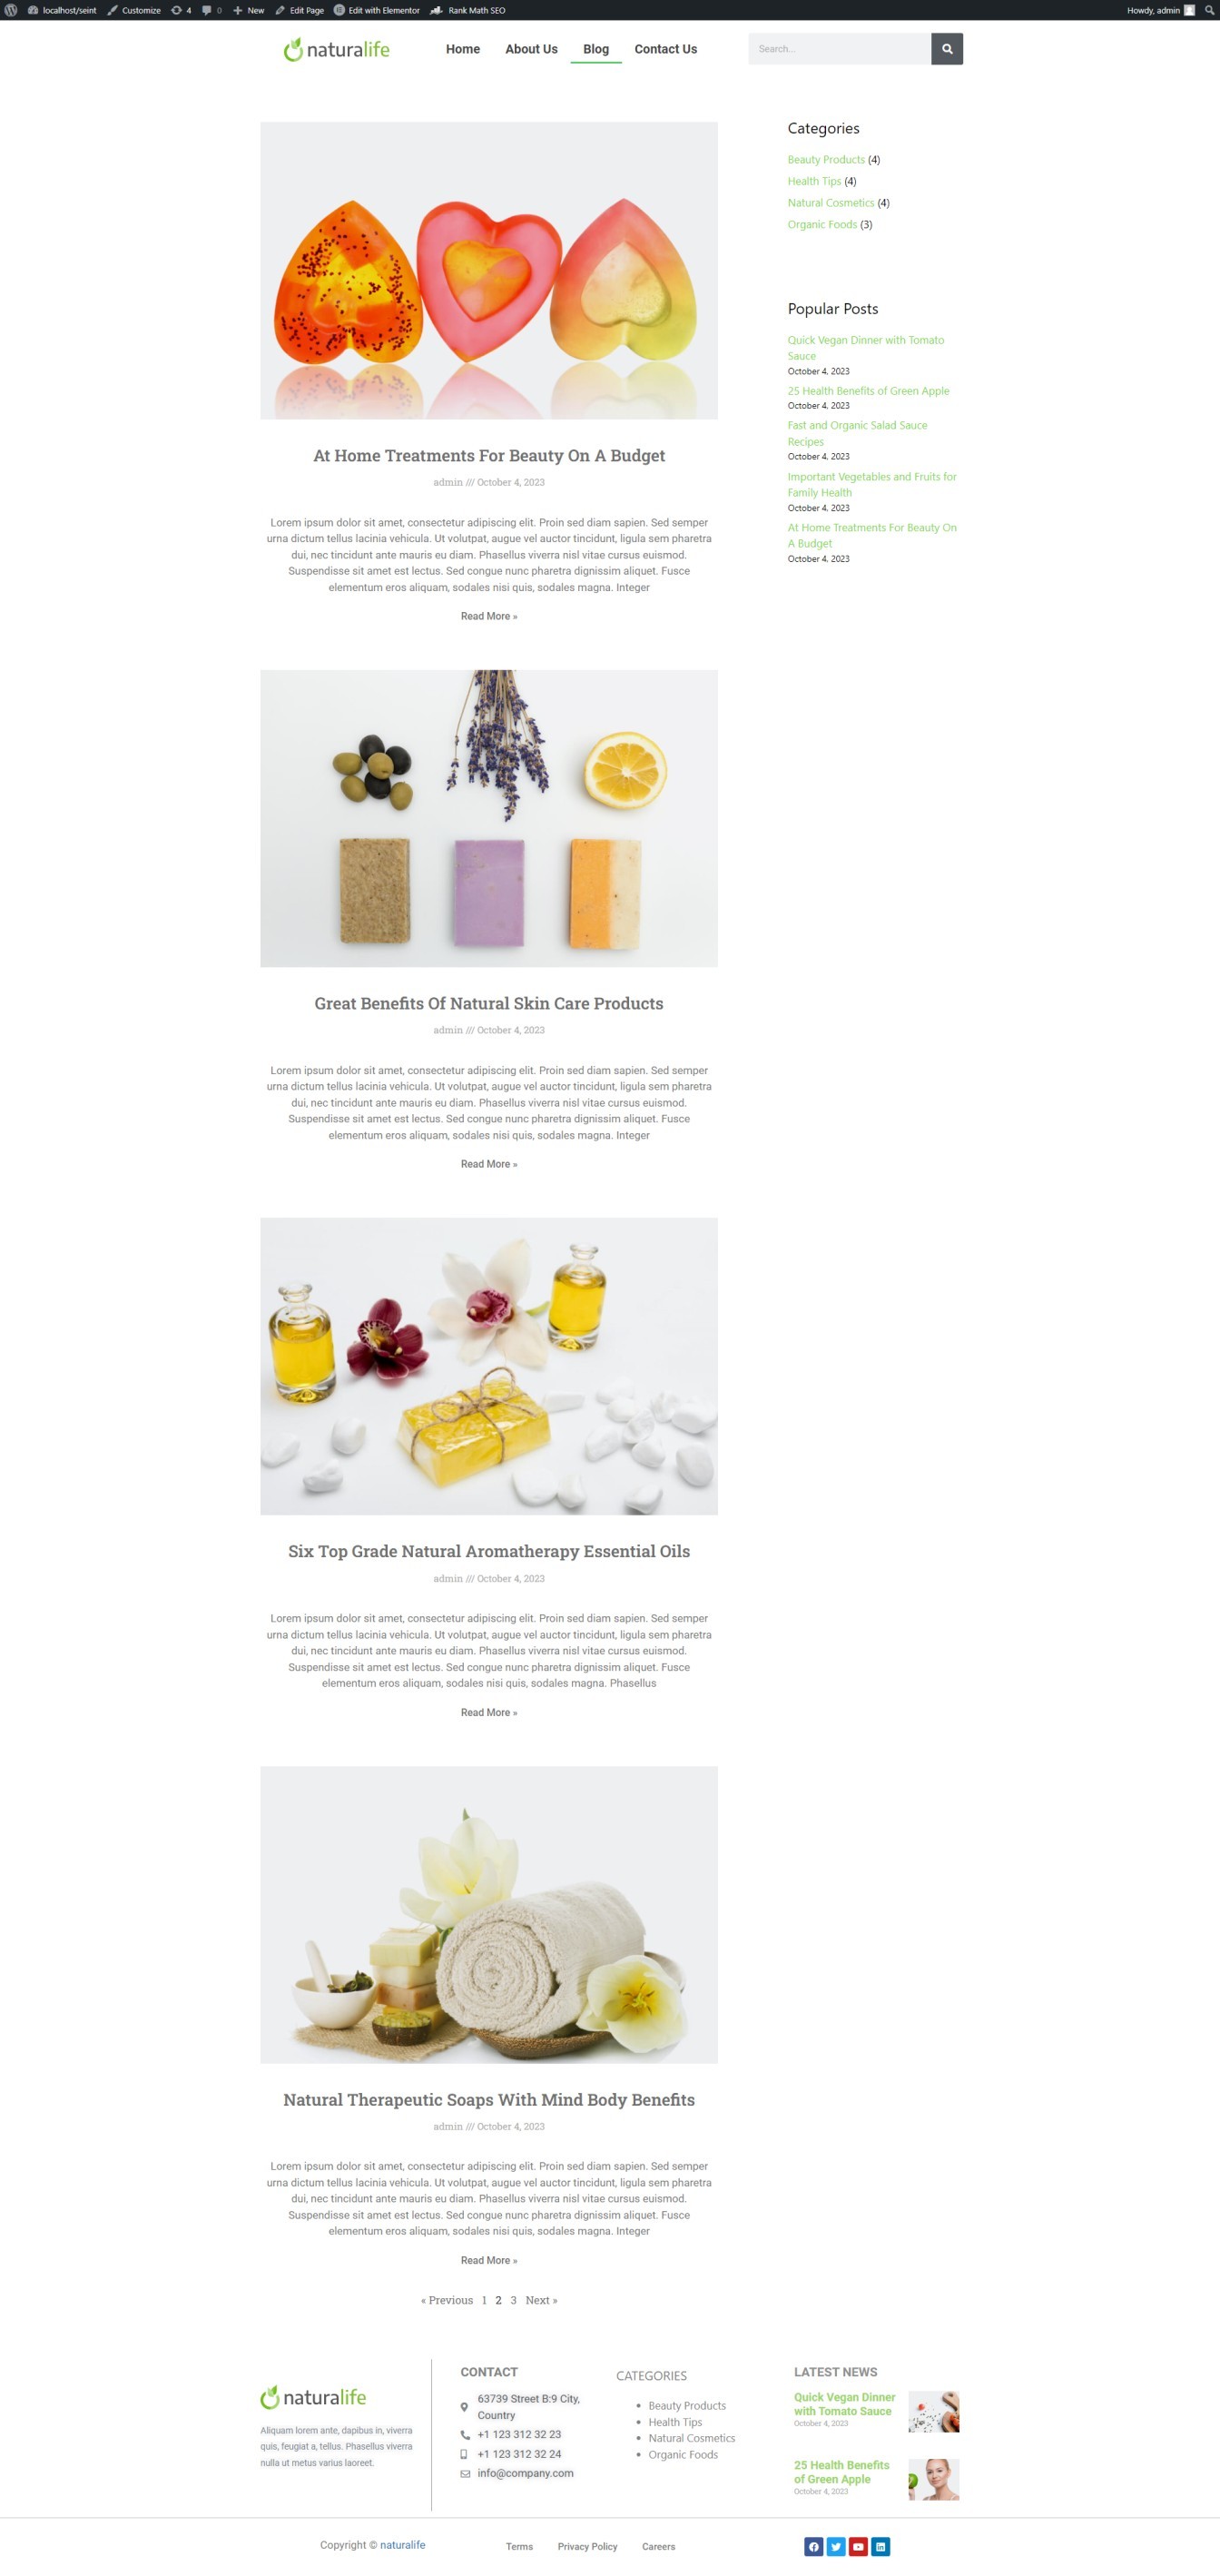 localhost/seint Customize 4 0 New Edit Page Edit with Elementor Rank Math SEO Howdy, admin
naturalife Home About Us Blog Contact Us Search...
At Home Treatments For Beauty On A Budget
admin /// October 4, 2023
Lorem ipsum dolor sit amet, consectetur adipiscing elit. Proin sed diam sapien. Sed semper
urna dictum tellus lacinia vehicula. Ut volutpat, augue vel auctor tincidunt, ligula sem pharetra
dui, nec tincidunt ante mauris eu diam. Phasellus viverra nisl vitae cursus euismod.
Suspendisse sit amet est lectus. Sed congue nunc pharetra dignissim aliquet. Fusce
elementum eros aliquam, sodales nisi quis, sodales magna. Integer
Read More »
Great Benefits Of Natural Skin Care Products
admin /// October 4, 2023
Lorem ipsum dolor sit amet, consectetur adipiscing elit. Proin sed diam sapien. Sed semper
urna dictum tellus lacinia vehicula. Ut volutpat, augue vel auctor tincidunt, ligula sem pharetra
dui, nec tincidunt ante mauris eu diam. Phasellus viverra nisl vitae cursus euismod.
Suspendisse sit amet est lectus. Sed congue nunc pharetra dignissim aliquet. Fusce
elementum eros aliquam, sodales nisi quis, sodales magna. Integer
Read More »
Six Top Grade Natural Aromatherapy Essential Oils
admin /// October 4, 2023
Lorem ipsum dolor sit amet, consectetur adipiscing elit. Proin sed diam sapien. Sed semper
urna dictum tellus lacinia vehicula. Ut volutpat, augue vel auctor tincidunt, ligula sem pharetra
dui, nec tincidunt ante mauris eu diam. Phasellus viverra nisl vitae cursus euismod.
Suspendisse sit amet est lectus. Sed congue nunc pharetra dignissim aliquet. Fusce
elementum eros aliquam, sodales nisi quis, sodales magna. Phasellus
Read More »
Natural Therapeutic Soaps With Mind Body Benefits
admin /// October 4, 2023
Lorem ipsum dolor sit amet, consectetur adipiscing elit. Proin sed diam sapien. Sed semper
urna dictum tellus lacinia vehicula. Ut volutpat, augue vel auctor tincidunt, ligula sem pharetra
dui, nec tincidunt ante mauris eu diam. Phasellus viverra nisl vitae cursus euismod.
Suspendisse sit amet est lectus. Sed congue nunc pharetra dignissim aliquet. Fusce
elementum eros aliquam, sodales nisi quis, sodales magna. Integer
Read More »
« Previous 1 2 3 Next »
Categories
Beauty Products (4)
Health Tips (4)
Natural Cosmetics (4)
Organic Foods (3)
Popular Posts
Quick Vegan Dinner with Tomato
Sauce
October 4, 2023
25 Health Benefits of Green Apple
October 4, 2023
Fast and Organic Salad Sauce
Recipes
October 4, 2023
Important Vegetables and Fruits for
Family Health
October 4, 2023
At Home Treatments For Beauty On
A Budget
October 4, 2023
naturalife
Aliquam lorem ante, dapibus in, viverra
quis, feugiat a, tellus. Phasellus viverra
nulla ut metus varius laoreet.
CONTACT
63739 Street B:9 City,
Country
+1 123 312 32 23
+1 123 312 32 24
info@company.com
CATEGORIES
Beauty Products
Health Tips
Natural Cosmetics
Organic Foods
LATEST NEWS
Quick Vegan Dinner
with Tomato Sauce
October 4, 2023
25 Health Benefits
of Green Apple
October 4, 2023
Copyright © naturalife Terms Privacy Policy Careers